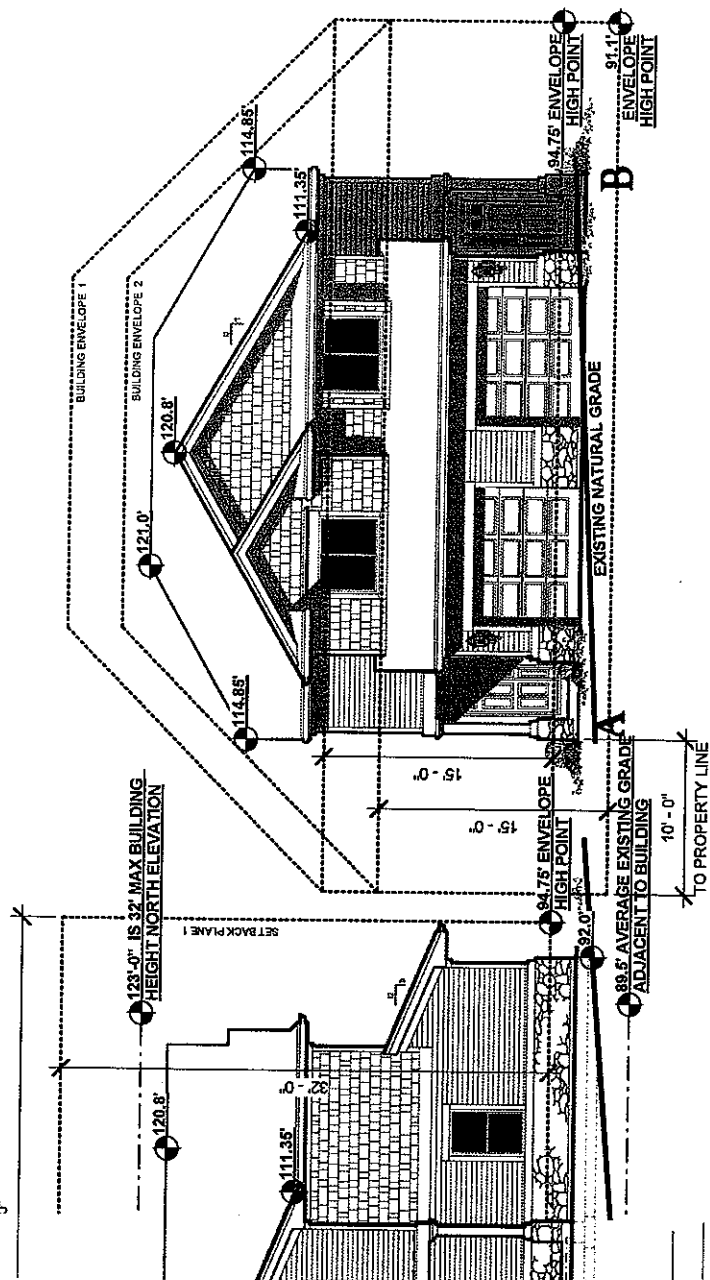 123'-0" IS 32' MAX BUILDING
HEIGHT NORTH ELEVATION
120.8'
111.35'
SETBACK PLANE 1
32' - 0"
94.75' ENVELOPE
HIGH POINT
92.0'
89.5' AVERAGE EXISTING GRADE
ADJACENT TO BUILDING
BUILDING ENVELOPE 1
BUILDING ENVELOPE 2
114.85'
121.0'
120.8'
114.85'
111.35'
15' - 0"
15' - 0"
A
10' - 0"
TO PROPERTY LINE
EXISTING NATURAL GRADE
B
94.75' ENVELOPE
HIGH POINT
91.1'
ENVELOPE
HIGH POINT